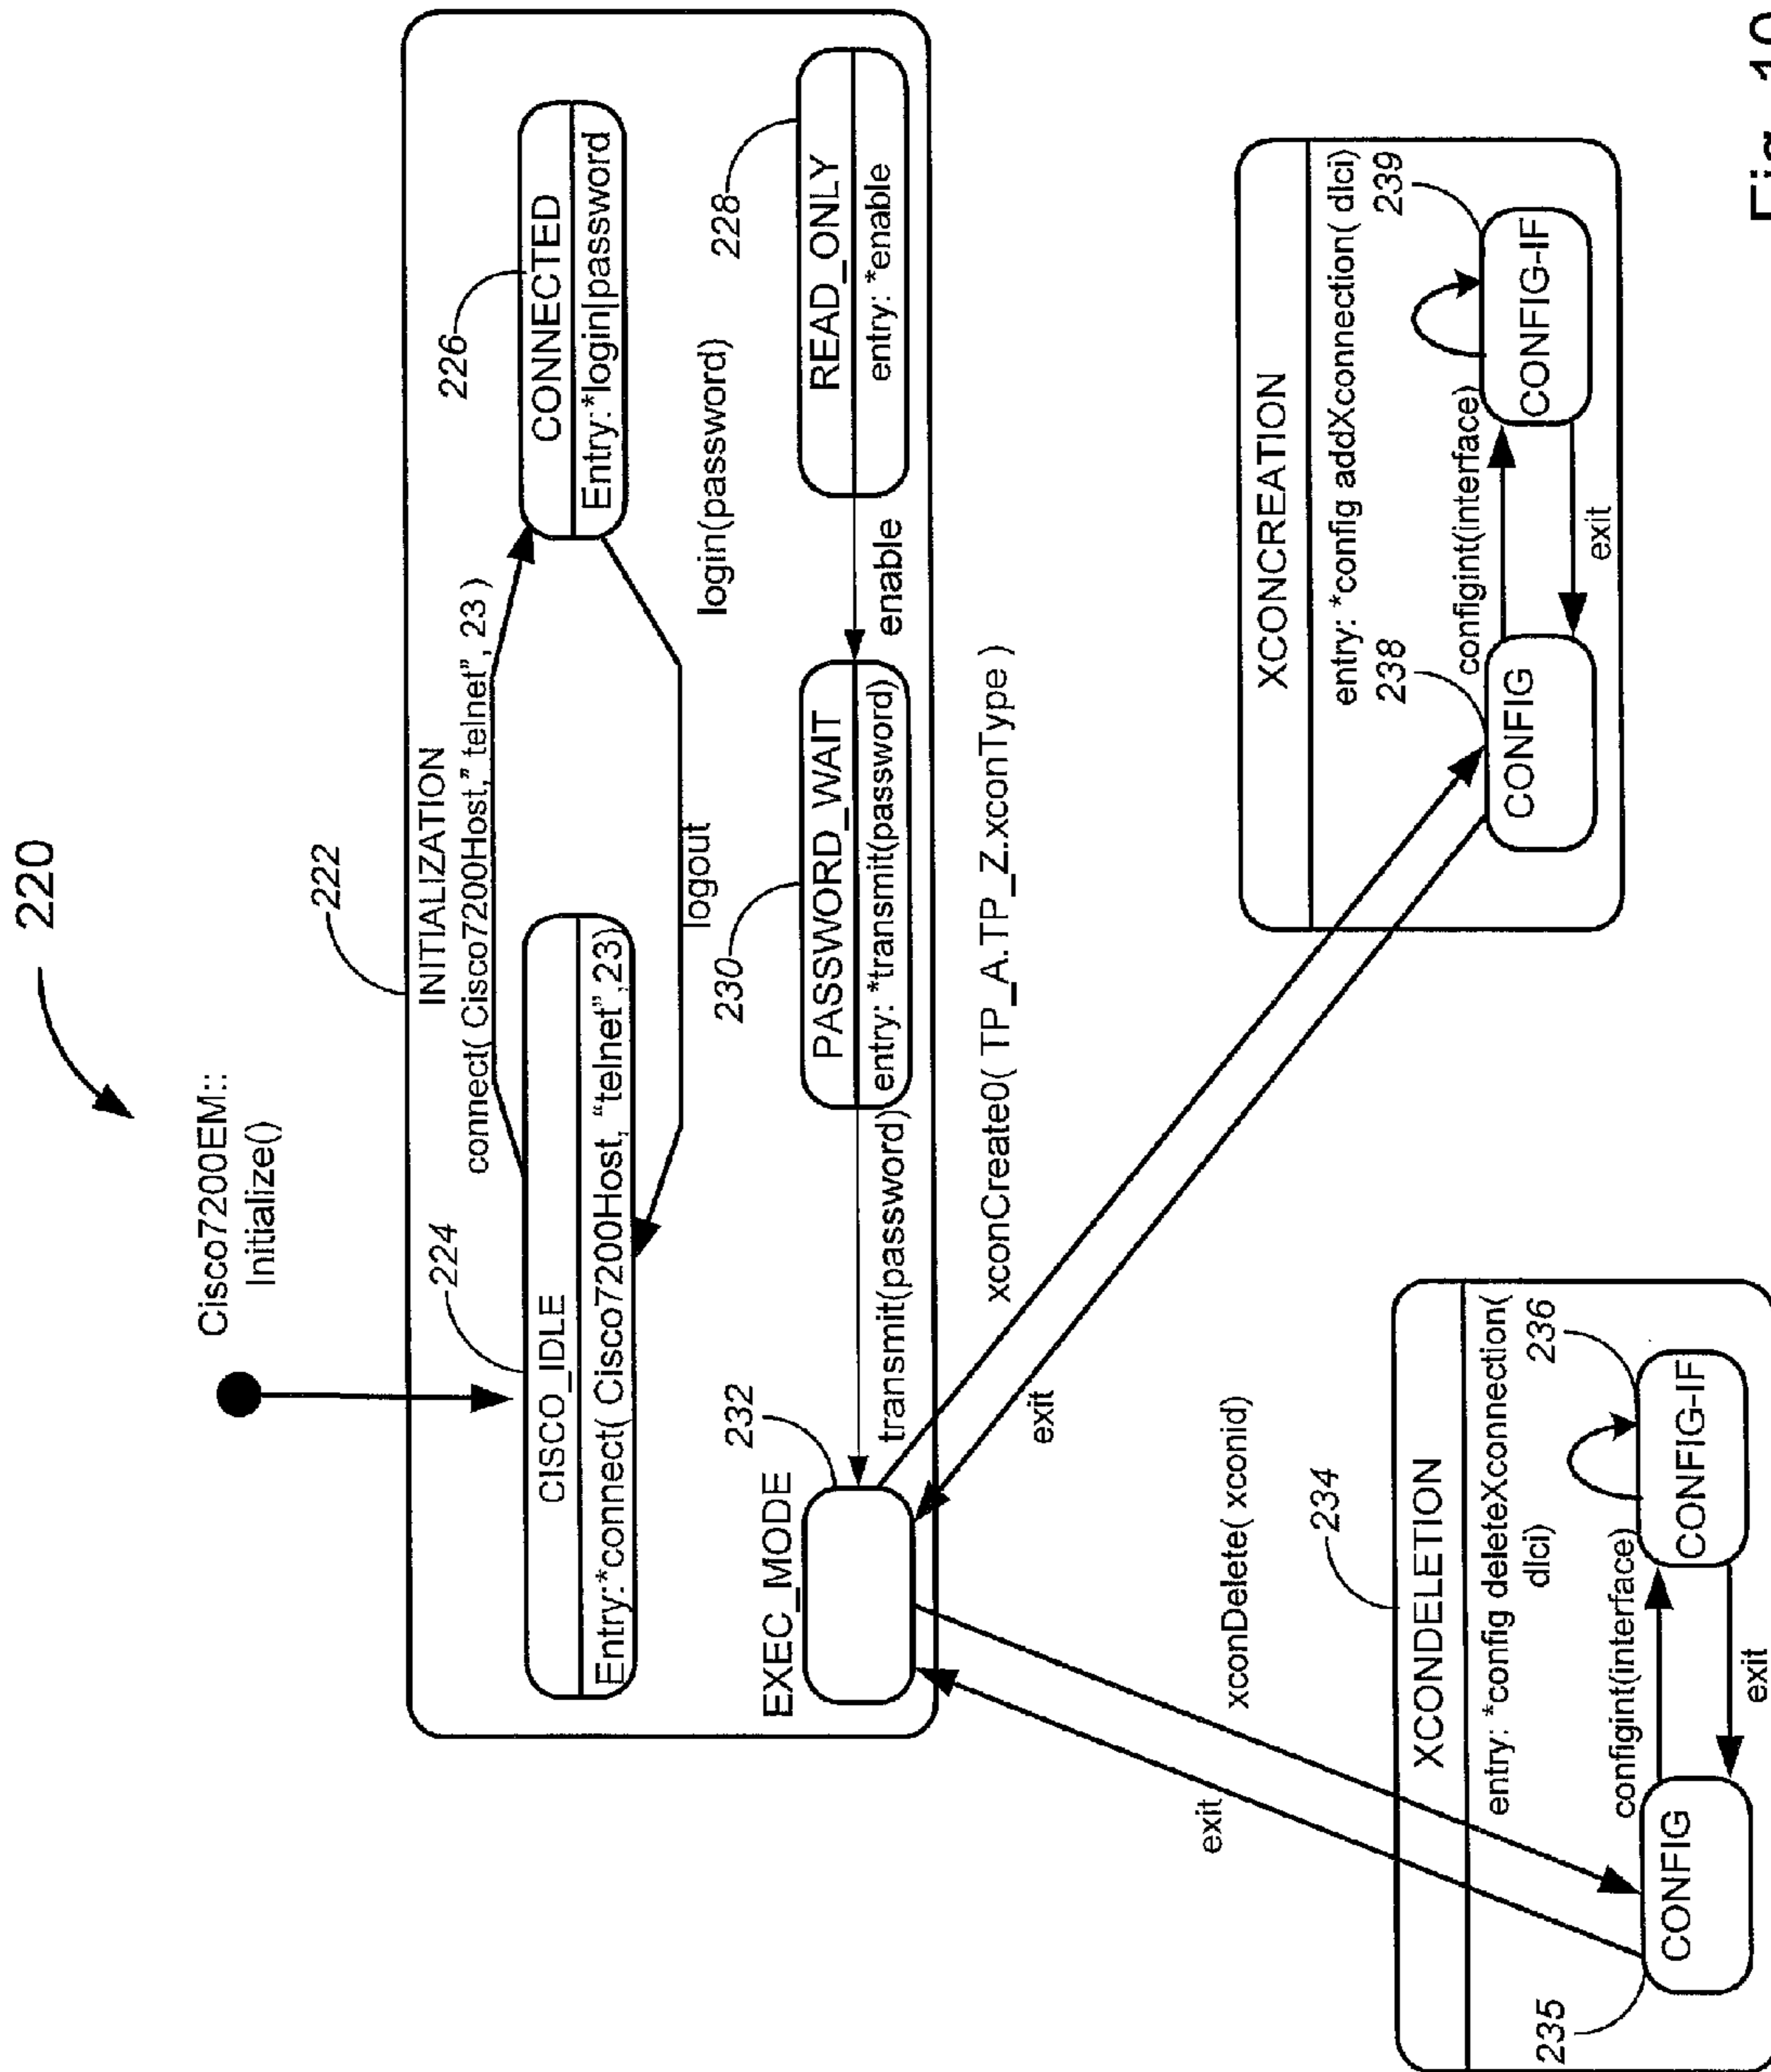 220
Cisco7200EM::
Initialize()
222
INITIALIZATION
224
connect( Cisco7200Host,” telnet”, 23 )
226
CISCO_IDLE
Entry:*connect( Cisco7200Host, “telnet”,23)
CONNECTED
Entry:*login[password
logout
login(password)
232
230
228
EXEC_MODE
PASSWORD_WAIT
entry: *transmit(password)
READ_ONLY
entry: *enable
transmit(password)
enable
exit
xconCreate0( TP_A.TP_Z.xconType )
xconDelete( xconid)
exit
234
XCONDELETION
entry: *config deleteXconnection(
dlci)
236
configint(interface)
CONFIG
CONFIG-IF
235
exit
XCONCREATION
entry: *config addXconnection( dlci)
238
239
configint(interface)
CONFIG
CONFIG-IF
exit